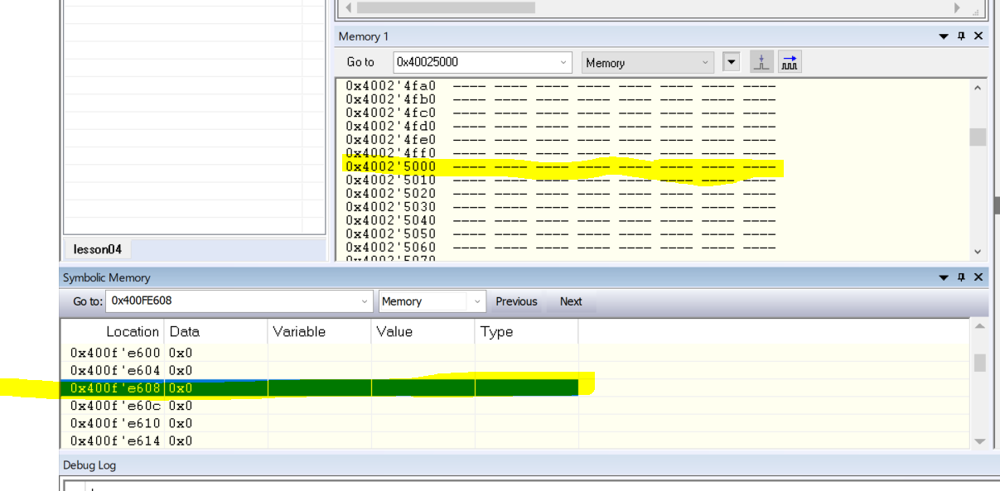 Memory 1
Go to 0x40025000 Memory
0x4002'4fa0 ---- ---- ---- ---- ---- ---- ---- ----
0x4002'4fb0 ---- ---- ---- ---- ---- ---- ---- ----
0x4002'4fc0 ---- ---- ---- ---- ---- ---- ---- ----
0x4002'4fd0 ---- ---- ---- ---- ---- ---- ---- ----
0x4002'4fe0 ---- ---- ---- ---- ---- ---- ---- ----
0x4002'4ff0 ---- ---- ---- ---- ---- ---- ---- ----
0x4002'5000 ---- ---- ---- ---- ---- ---- ---- ----
0x4002'5010 ---- ---- ---- ---- ---- ---- ---- ----
0x4002'5020 ---- ---- ---- ---- ---- ---- ---- ----
0x4002'5030 ---- ---- ---- ---- ---- ---- ---- ----
0x4002'5040 ---- ---- ---- ---- ---- ---- ---- ----
0x4002'5050 ---- ---- ---- ---- ---- ---- ---- ----
0x4002'5060 ---- ---- ---- ---- ---- ---- ---- ----
0x4002'5070
lesson04
Symbolic Memory
Go to: 0x400FE608 Memory Previous Next
Location Data Variable Value Type
0x400f'e600 0x0
0x400f'e604 0x0
0x400f'e608 0x0
0x400f'e60c 0x0
0x400f'e610 0x0
0x400f'e614 0x0
Debug Log